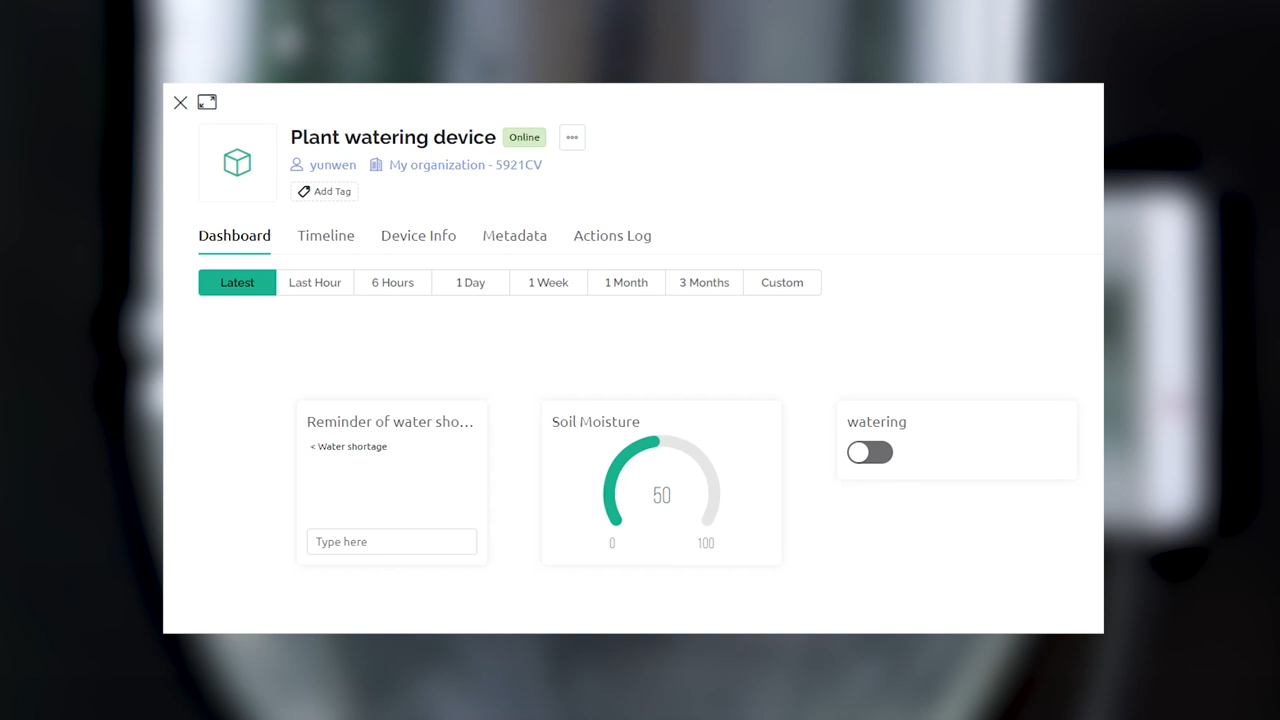 Plant watering device Online
yunwen My organization - 5921CV
Add Tag
Dashboard Timeline Device Info Metadata Actions Log
Latest Last Hour 6 Hours 1 Day 1 Week 1 Month 3 Months Custom
Reminder of water sho...
< Water shortage
Type here
Soil Moisture
50
0 100
watering